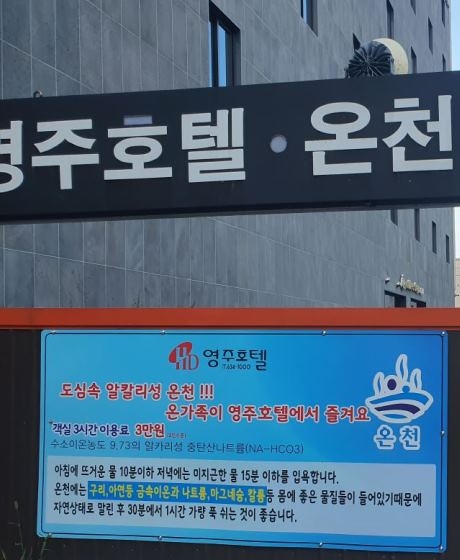 영주호텔 · 온천
HD 영주호텔
T.634-1000
도심속 알칼리성 온천 !!!
온가족이 영주호텔에서 즐겨요
객실 3시간 이용료 3만원
수소이온농도 9,73의 알카리성 중탄산나트륨(NA-HCO3)
온천
아침에 뜨거운 물 10분이하 저녁에는 미지근한 물 15분 이하를 입욕합니다.
온천에는 구리,아연등 금속이온과 나트륨,마그네슘,칼륨등 몸에 좋은 물질들이 들어있기때문에
자연상태로 말린 후 30분에서 1시간 가량 푹 쉬는 것이 좋습니다.